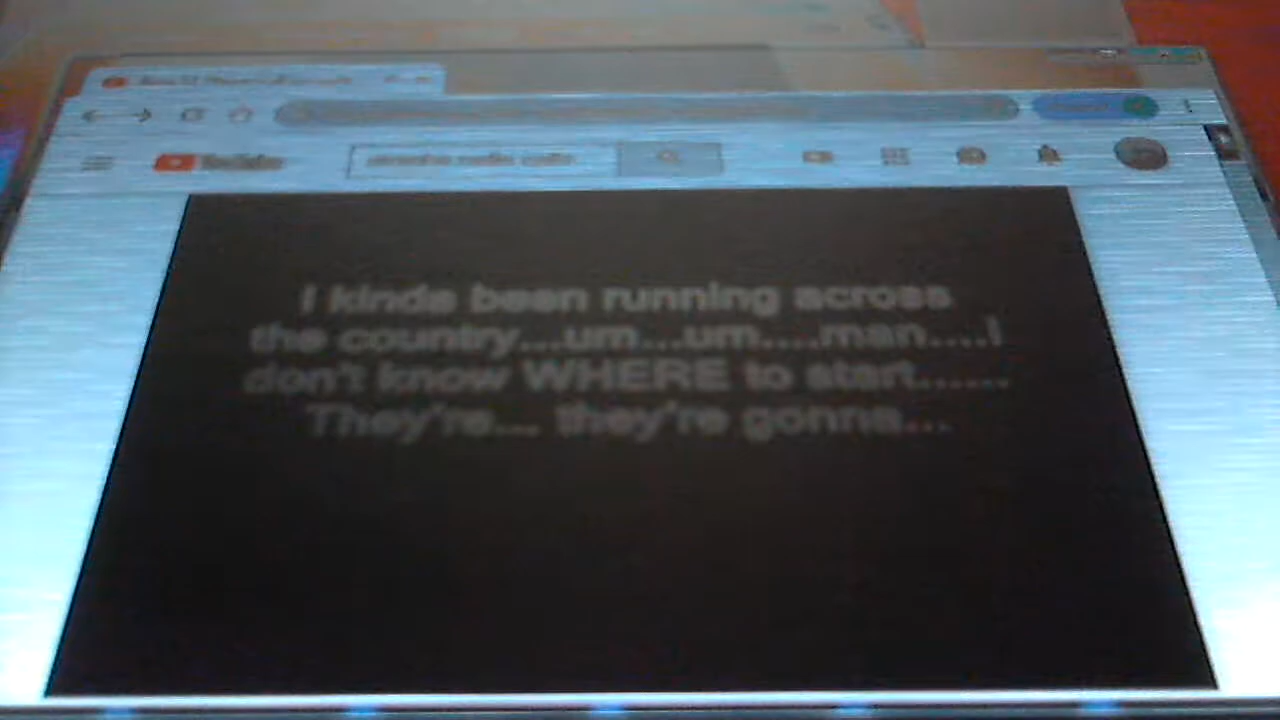 YouTube
I kinda been running across
the country...um...um....man....I
don't know WHERE to start.......
They're... they're gonna...